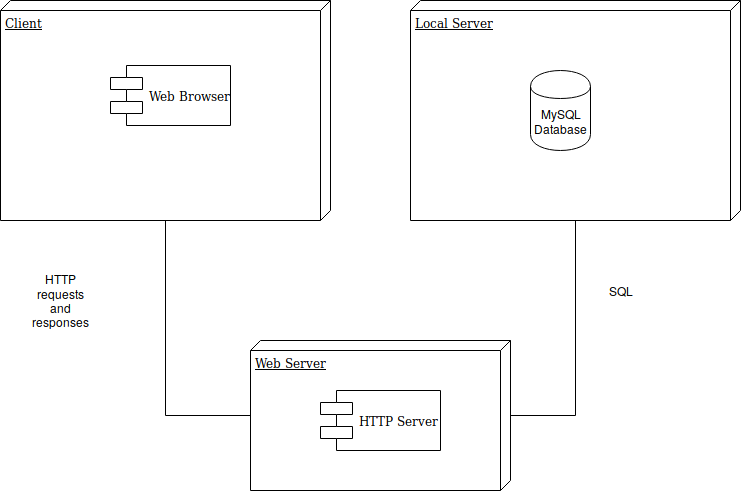 Client
Local Server
Web Browser
MySQL
Database
HTTP
requests
and
responses
SQL
Web Server
HTTP Server